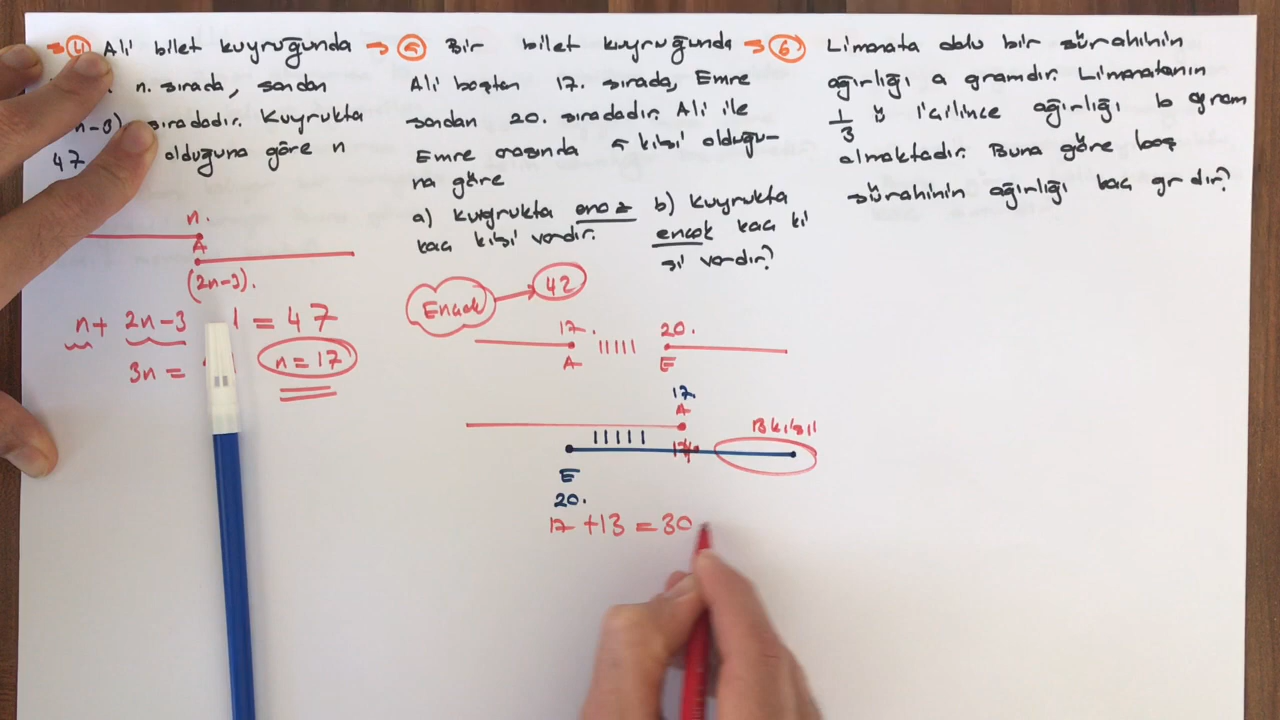 → 4 Ali bilet kuyruğunda
n. sırada, sondan
n-3) sıradadır. Kuyrukta
47 olduğuna göre n
n.
A
(2n-3).
n + 2n-3 1 = 47
3n =
n = 17
→ 5 Bir bilet kuyruğunda
Ali baştan 17. sırada, Emre
sondan 20. sıradadır. Ali ile
Emre arasında 5 kişi olduğu-
na göre
a) Kuyrukta en az
kaç kişi vardır.
b) Kuyrukta
en çok kaç ki
şi vardır?
Ençok → 42
17. 20.
A E
17.
A
13 kişi
E
20.
17 + 13 = 30
→ 6 Limonata dolu bir sürahinin
ağırlığı a gramdır. Limonatanın
1/3 ü içilince ağırlığı b gram
almaktadır. Buna göre boş
sürahinin ağırlığı kaç gr dır?